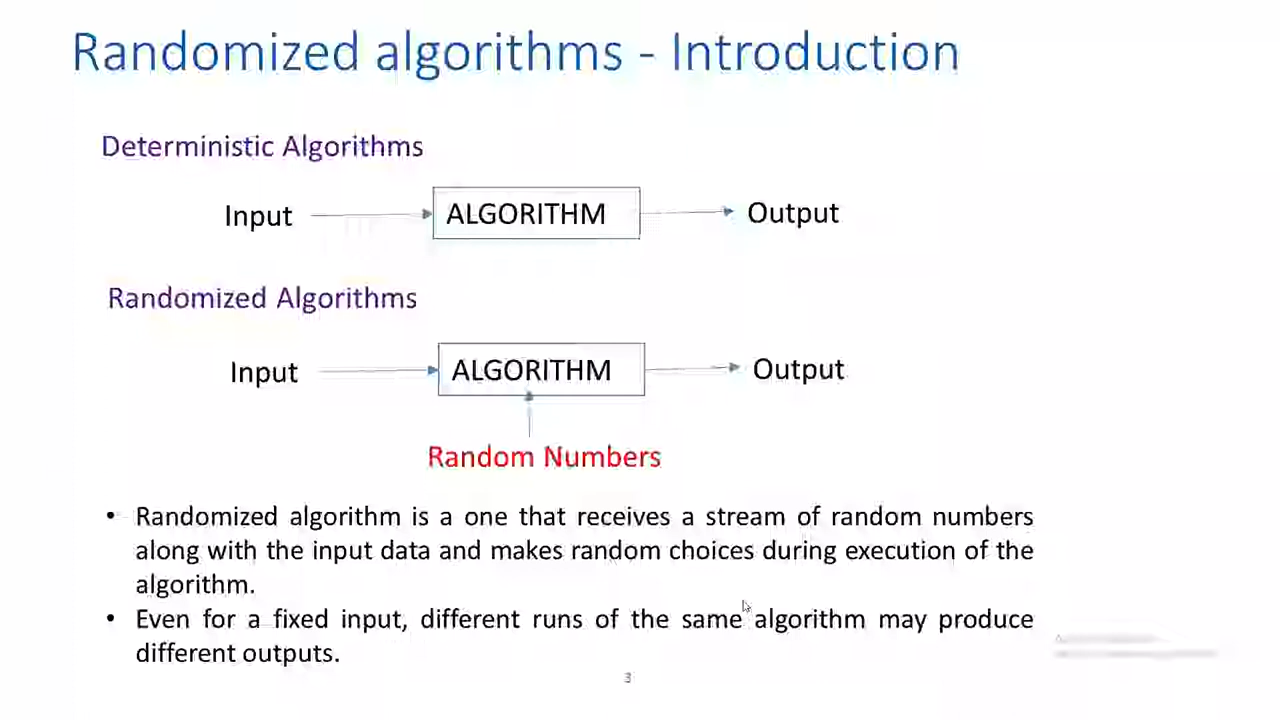 Randomized algorithms - Introduction
Deterministic Algorithms
Input ALGORITHM Output
Randomized Algorithms
Input ALGORITHM Output
Random Numbers
• Randomized algorithm is a one that receives a stream of random numbers
along with the input data and makes random choices during execution of the
algorithm.
• Even for a fixed input, different runs of the same algorithm may produce
different outputs.
3